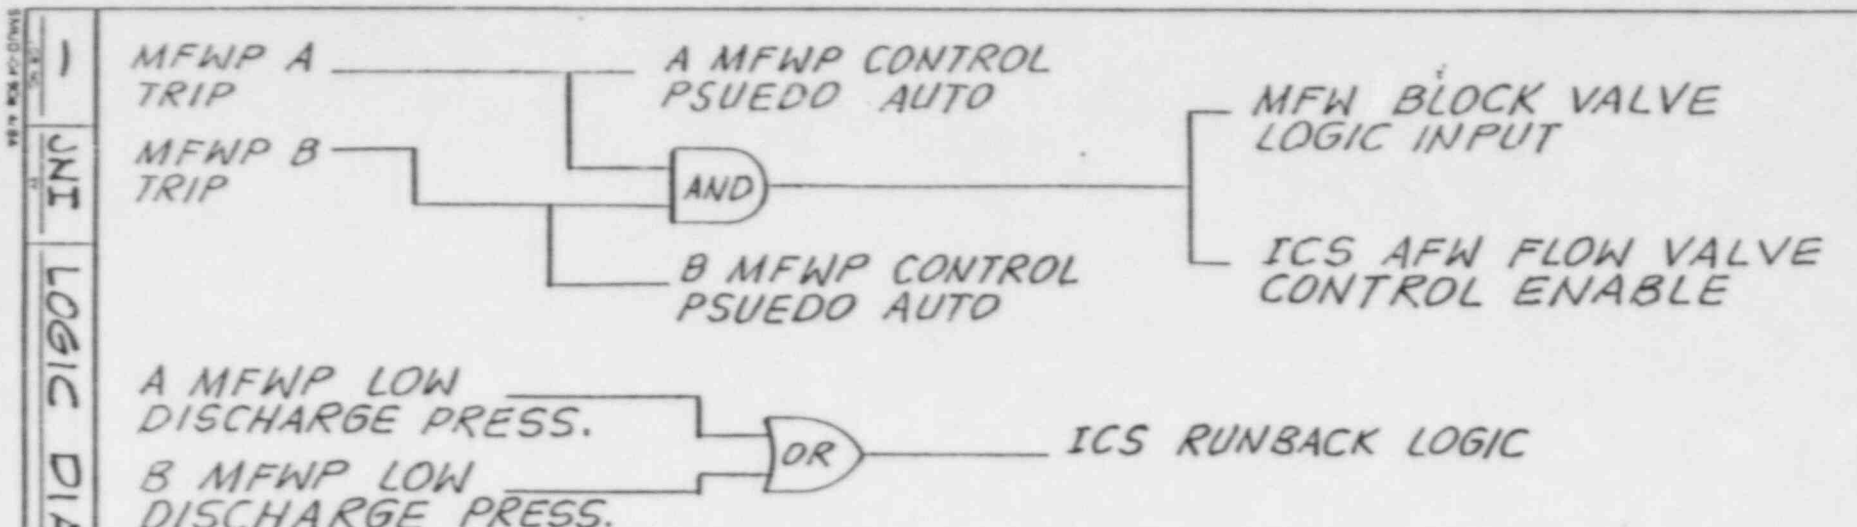 MFWP A
TRIP
A MFWP CONTROL
PSUEDO AUTO
MFW BLOCK VALVE
LOGIC INPUT
MFWP B
TRIP
AND
ICS AFW FLOW VALVE
CONTROL ENABLE
B MFWP CONTROL
PSUEDO AUTO
A MFWP LOW
DISCHARGE PRESS.
OR
ICS RUNBACK LOGIC
B MFWP LOW
DISCHARGE PRESS.
1
JNI
LOGIC DIA